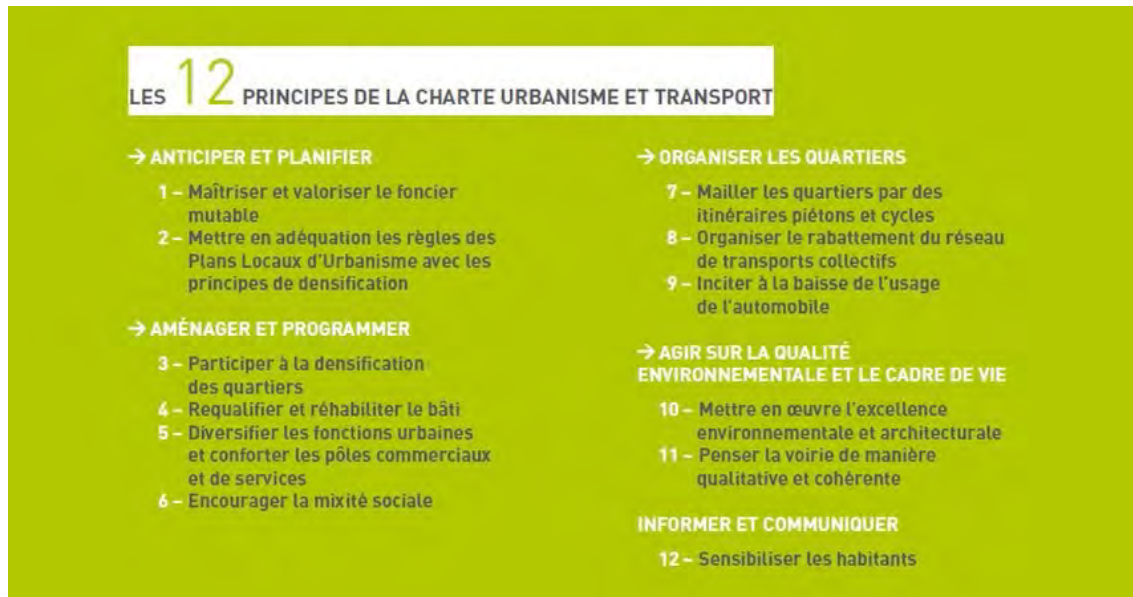 LES 12 PRINCIPES DE LA CHARTE URBANISME ET TRANSPORT
→ ANTICIPER ET PLANIFIER
1 – Maîtriser et valoriser le foncier
mutable
2 – Mettre en adéquation les règles des
Plans Locaux d'Urbanisme avec les
principes de densification
→ AMÉNAGER ET PROGRAMMER
3 – Participer à la densification
des quartiers
4 – Requalifier et réhabiliter le bâti
5 – Diversifier les fonctions urbaines
et conforter les pôles commerciaux
et de services
6 – Encourager la mixité sociale
→ ORGANISER LES QUARTIERS
7 – Mailler les quartiers par des
itinéraires piétons et cycles
8 – Organiser le rabattement du réseau
de transports collectifs
9 – Inciter à la baisse de l'usage
de l'automobile
→ AGIR SUR LA QUALITÉ
ENVIRONNEMENTALE ET LE CADRE DE VIE
10 – Mettre en œuvre l'excellence
environnementale et architecturale
11 – Penser la voirie de manière
qualitative et cohérente
INFORMER ET COMMUNIQUER
12 – Sensibiliser les habitants